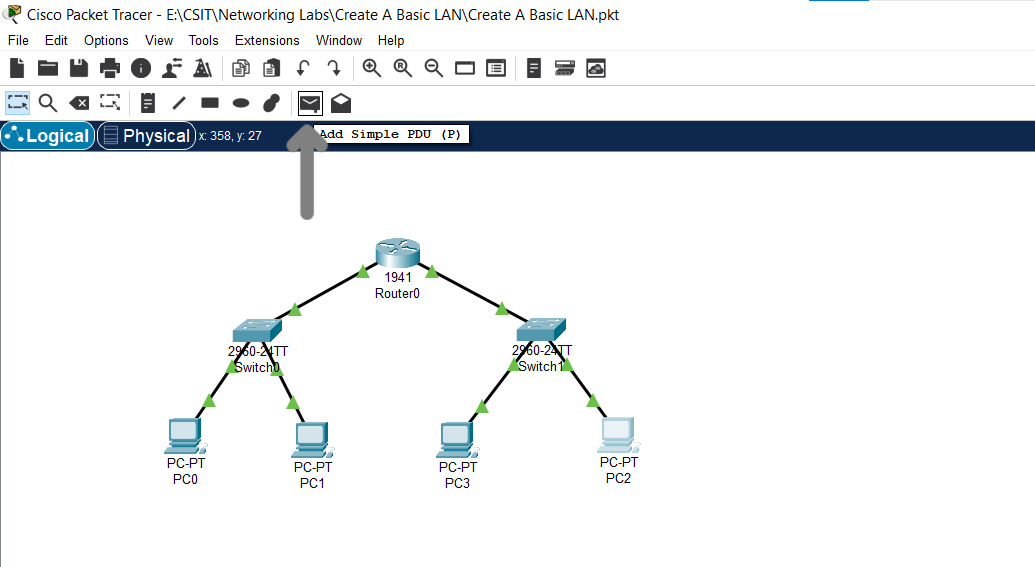 Cisco Packet Tracer - E:\CSIT\Networking Labs\Create A Basic LAN\Create A Basic LAN.pkt
File Edit Options View Tools Extensions Window Help
Logical Physical x: 358, y: 27
Add Simple PDU (P)
1941
Router0
2960-24TT
Switch0
2960-24TT
Switch1
PC-PT
PC0
PC-PT
PC1
PC-PT
PC3
PC-PT
PC2